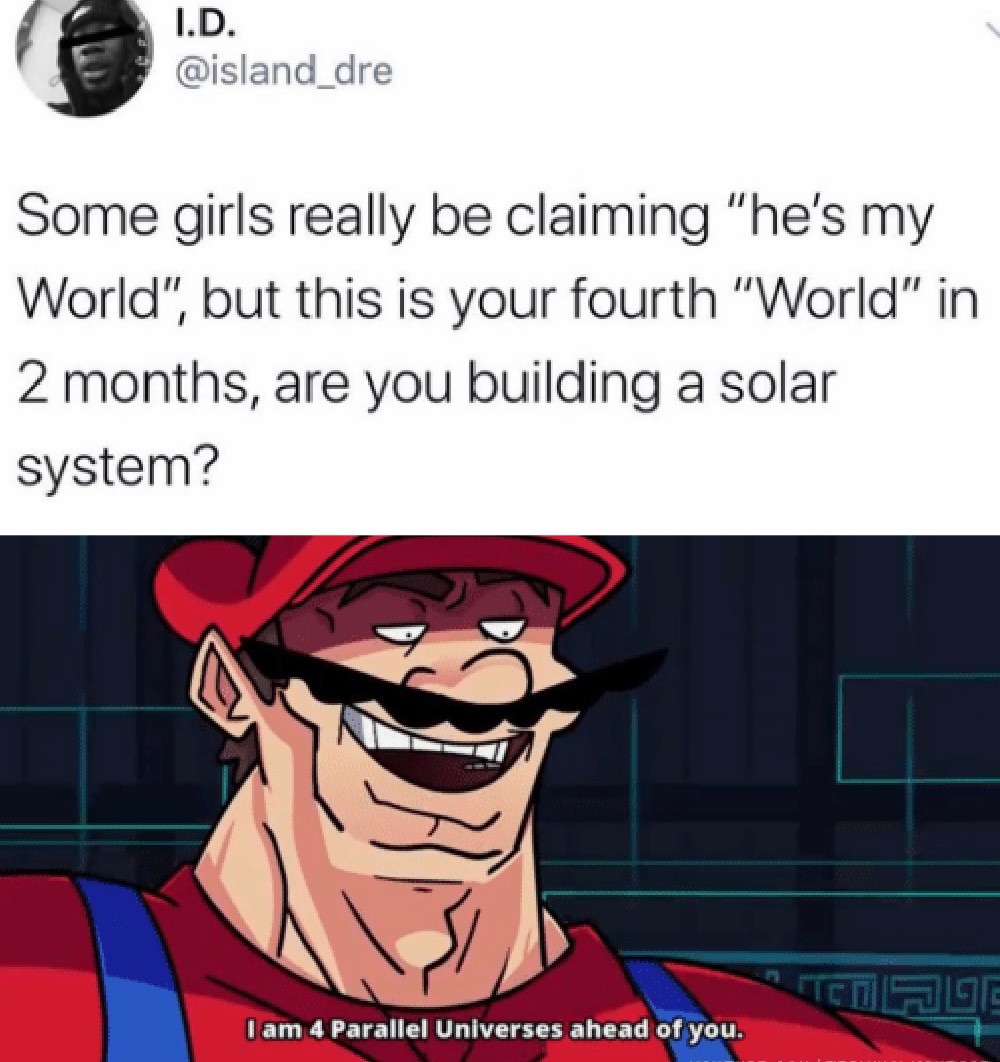 I.D.
@island_dre
Some girls really be claiming “he’s my
World”, but this is your fourth “World” in
2 months, are you building a solar
system?
I am 4 Parallel Universes ahead of you.